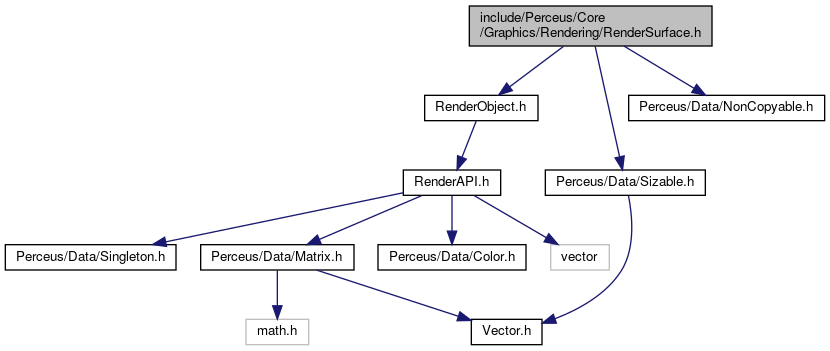 include/Perceus/Core
/Graphics/Rendering/RenderSurface.h
RenderObject.h
Perceus/Data/NonCopyable.h
RenderAPI.h
Perceus/Data/Sizable.h
Perceus/Data/Singleton.h
Perceus/Data/Matrix.h
Perceus/Data/Color.h
vector
math.h
Vector.h